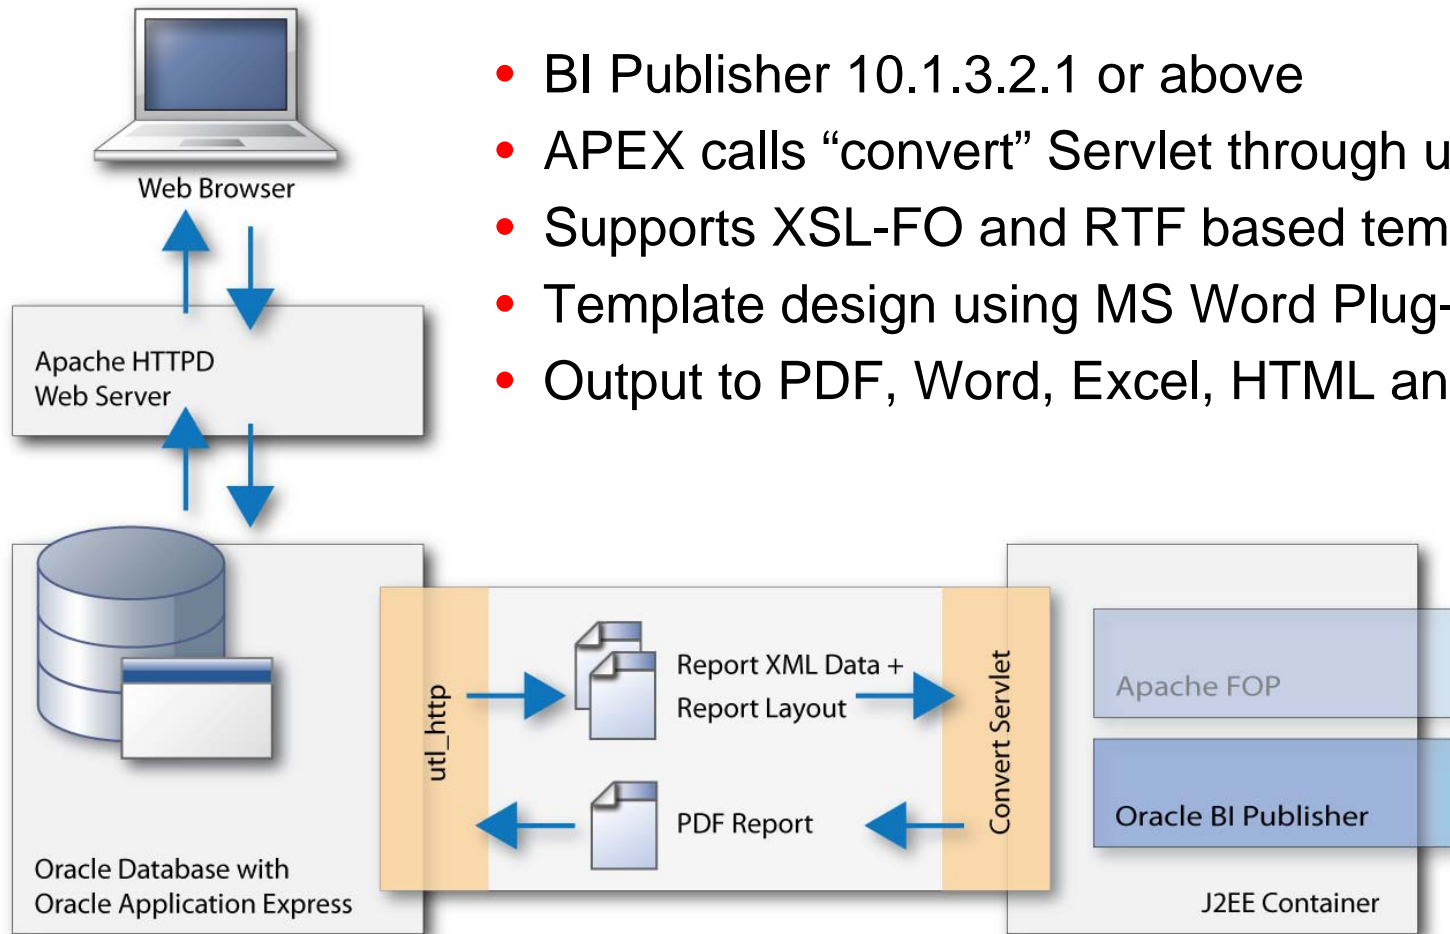 • BI Publisher 10.1.3.2.1 or above
• APEX calls “convert” Servlet through u
• Supports XSL-FO and RTF based tem
• Template design using MS Word Plug-
• Output to PDF, Word, Excel, HTML an
Web Browser
Apache HTTPD
Web Server
Oracle Database with
Oracle Application Express
utl_http
Report XML Data +
Report Layout
PDF Report
Convert Servlet
Apache FOP
Oracle BI Publisher
J2EE Container